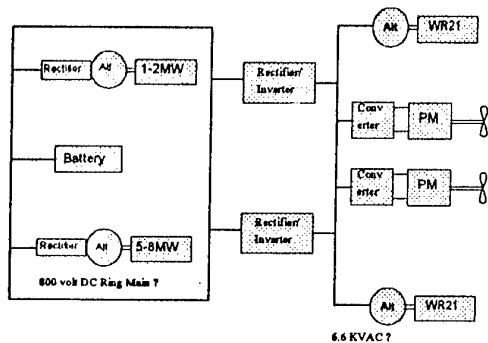 Alt WR21
Rectifier Alt 1-2MW
Rectifier/
Inverter
Conv
erter
PM
Battery
Conv
erter
PM
Rectifier/
Inverter
Rectifier Alt 5-8MW
800 volt DC Ring Main ?
Alt WR21
6.6 KVAC ?